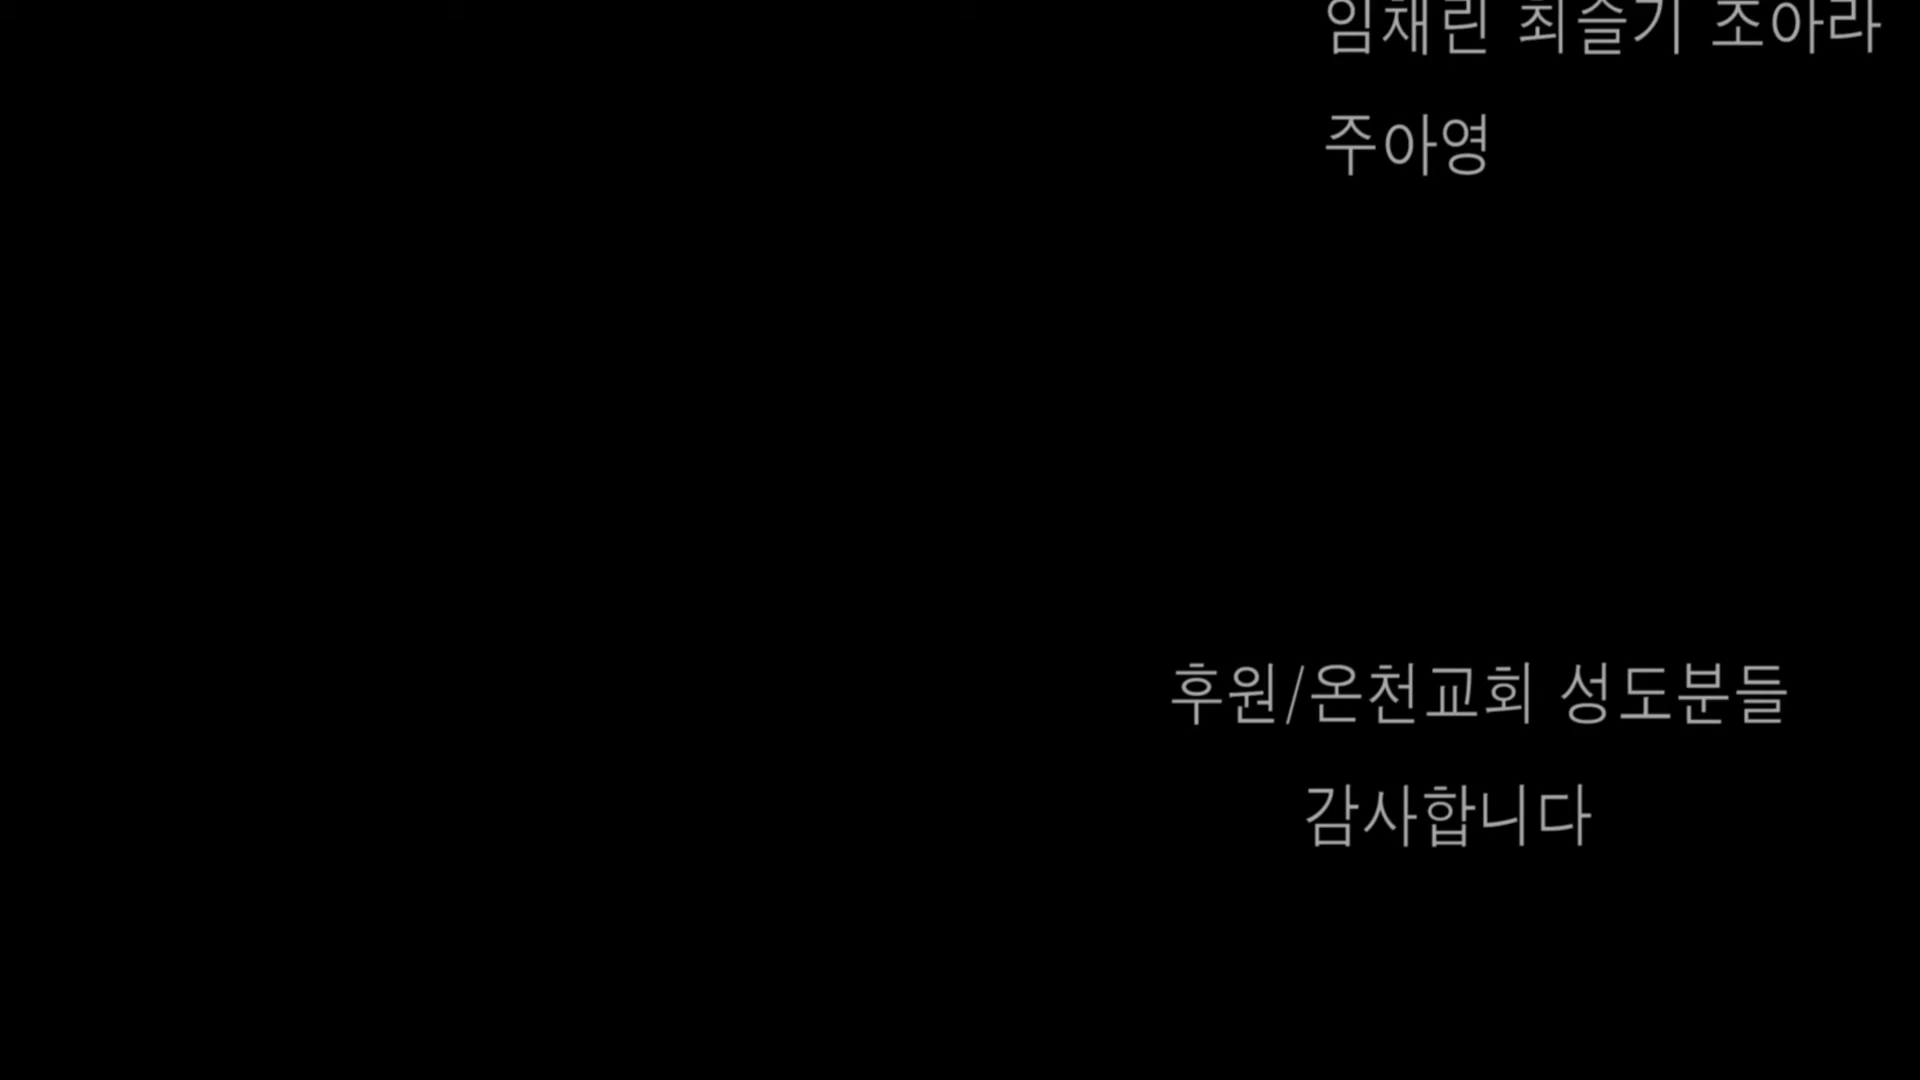 임채린 최슬기 조아라
주아영
후원/온천교회 성도분들
감사합니다